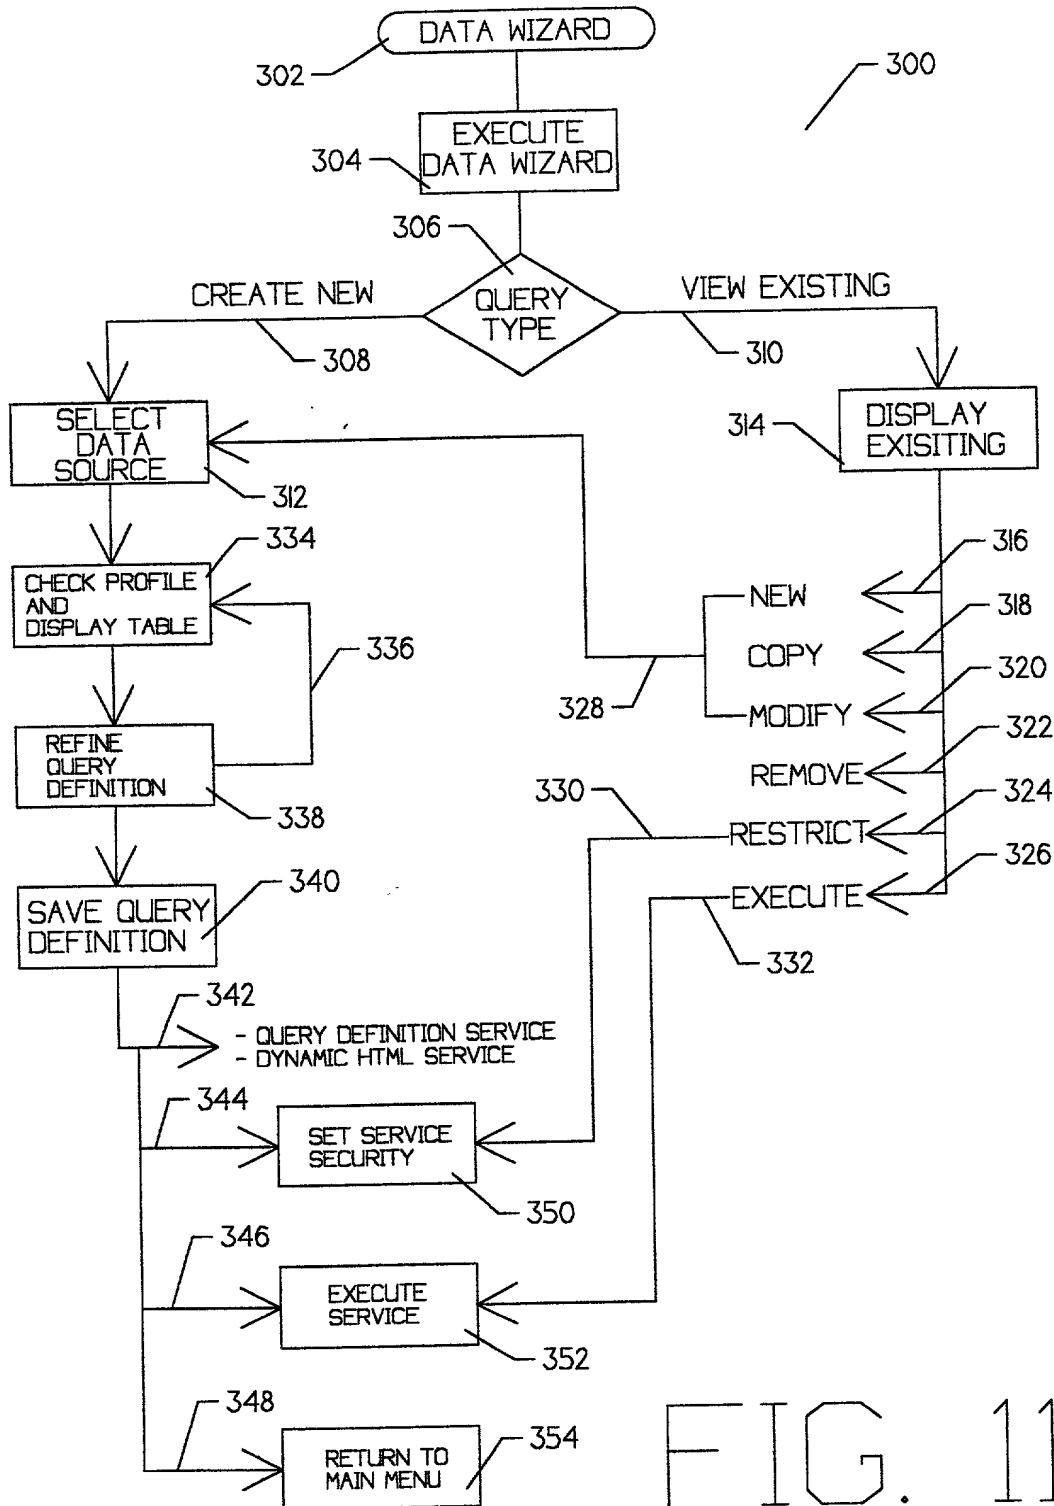 DATA WIZARD
302
300
EXECUTE
DATA WIZARD
304
306
QUERY
TYPE
CREATE NEW
308
VIEW EXISTING
310
SELECT
DATA
SOURCE
312
DISPLAY
EXISITING
314
334
CHECK PROFILE
AND
DISPLAY TABLE
336
NEW
316
COPY
318
328
MODIFY
320
REMOVE
322
REFINE
QUERY
DEFINITION
338
330
RESTRICT
324
EXECUTE
326
332
340
SAVE QUERY
DEFINITION
342
- QUERY DEFINITION SERVICE
- DYNAMIC HTML SERVICE
344
SET SERVICE
SECURITY
350
346
EXECUTE
SERVICE
352
348
RETURN TO
MAIN MENU
354
FIG. 11